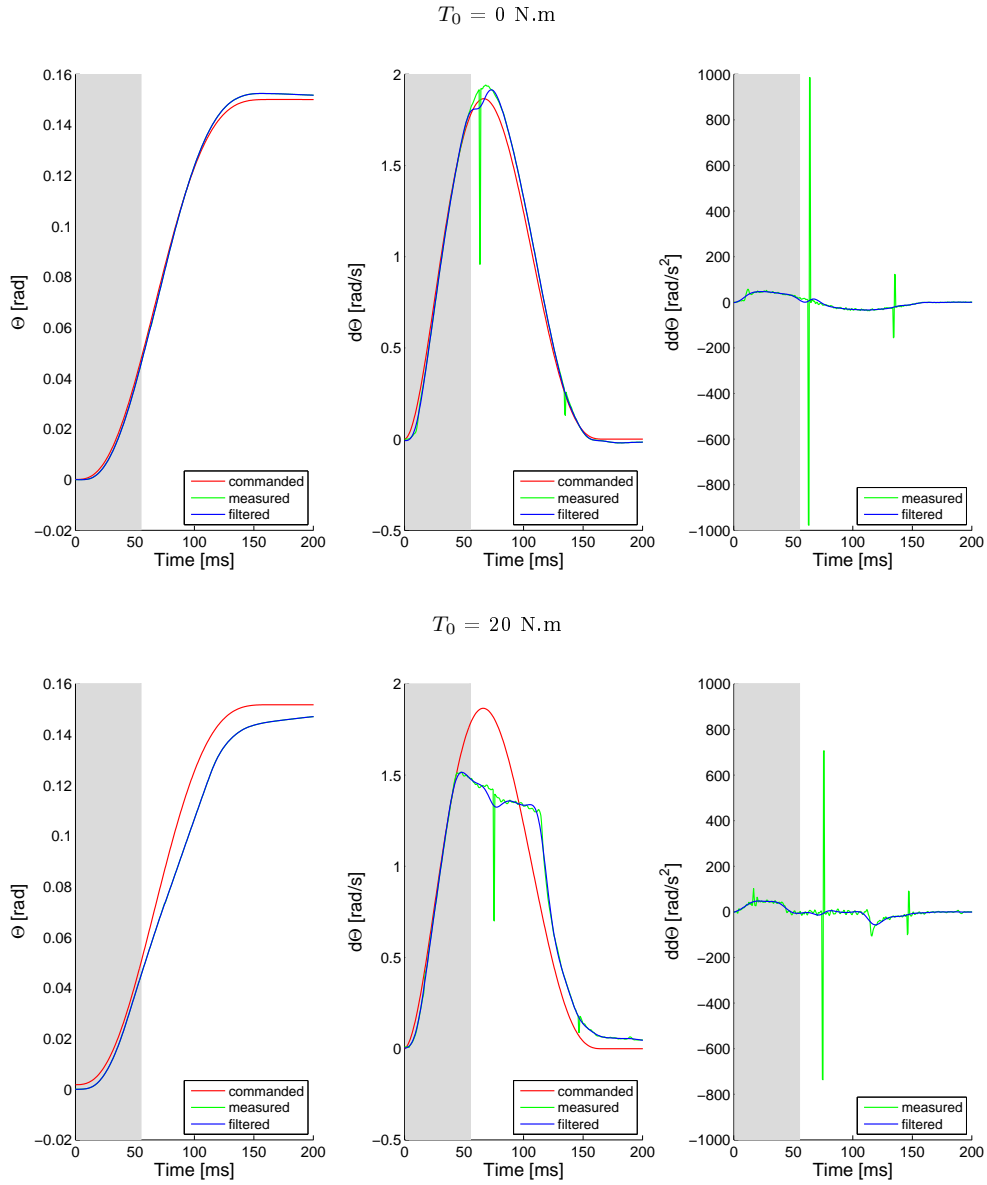 T₀ = 0 N.m
0.16
0.14
0.12
0.1
0.08
0.06
0.04
0.02
0
−0.02
Θ [rad]
0 50 100 150 200
Time [ms]
commanded
measured
filtered
2
1.5
1
0.5
0
−0.5
dΘ [rad/s]
0 50 100 150 200
Time [ms]
commanded
measured
filtered
1000
800
600
400
200
0
−200
−400
−600
−800
−1000
ddΘ [rad/s²]
0 50 100 150 200
Time [ms]
measured
filtered
T₀ = 20 N.m
0.16
0.14
0.12
0.1
0.08
0.06
0.04
0.02
0
−0.02
Θ [rad]
0 50 100 150 200
Time [ms]
commanded
measured
filtered
2
1.5
1
0.5
0
−0.5
dΘ [rad/s]
0 50 100 150 200
Time [ms]
commanded
measured
filtered
1000
800
600
400
200
0
−200
−400
−600
−800
−1000
ddΘ [rad/s²]
0 50 100 150 200
Time [ms]
measured
filtered